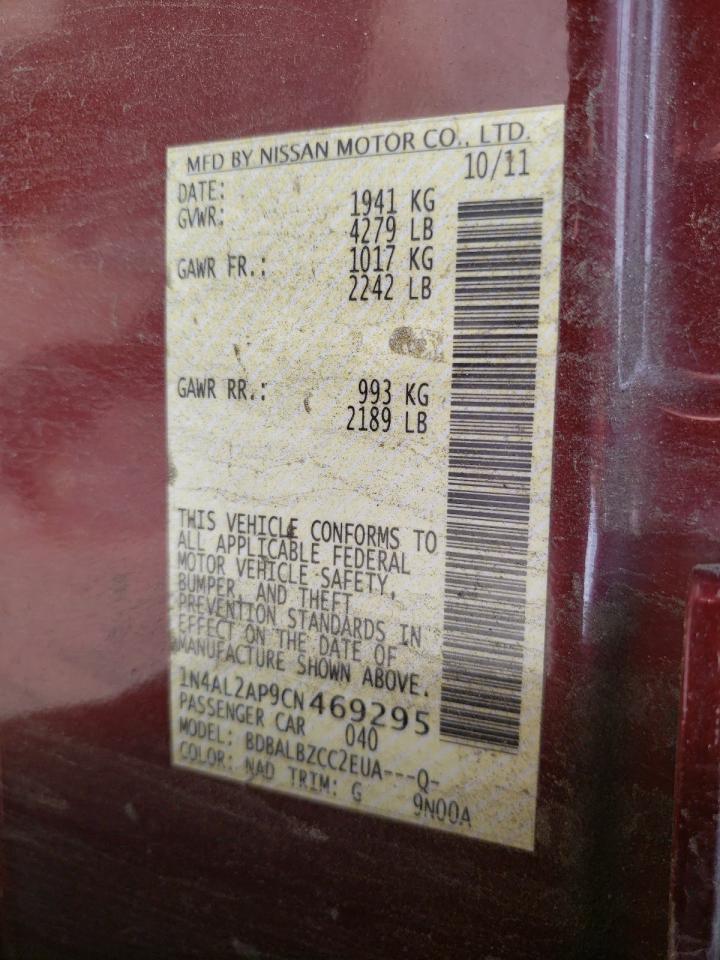 MFD BY NISSAN MOTOR CO., LTD.
DATE: 10/11
GVWR: 1941 KG
4279 LB
GAWR FR.: 1017 KG
2242 LB
GAWR RR.: 993 KG
2189 LB
THIS VEHICLE CONFORMS TO
ALL APPLICABLE FEDERAL
MOTOR VEHICLE SAFETY,
BUMPER, AND THEFT
PREVENTION STANDARDS IN
EFFECT ON THE DATE OF
MANUFACTURE SHOWN ABOVE.
1N4AL2AP9CN469295
PASSENGER CAR 040
MODEL: BDBALBZCC2EUA---Q-
COLOR: NAD TRIM: G 9N00A